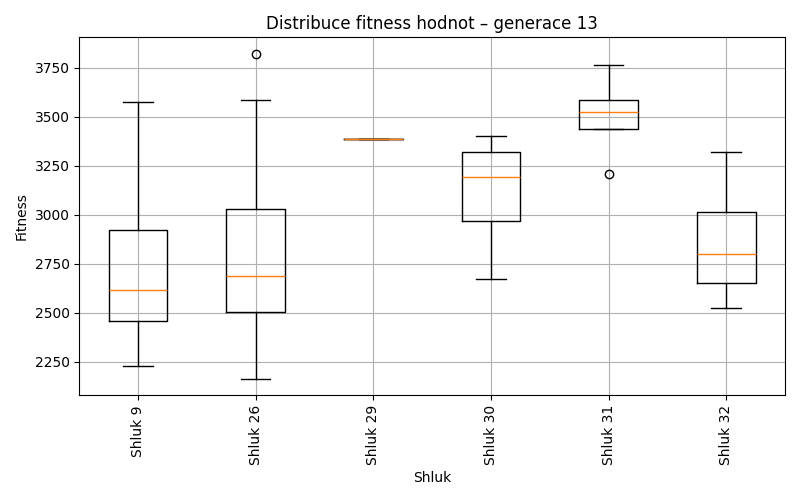 Distribuce fitness hodnot – generace 13
Fitness
3750
3500
3250
3000
2750
2500
2250
Shluk 9
Shluk 26
Shluk 29
Shluk 30
Shluk 31
Shluk 32
Shluk